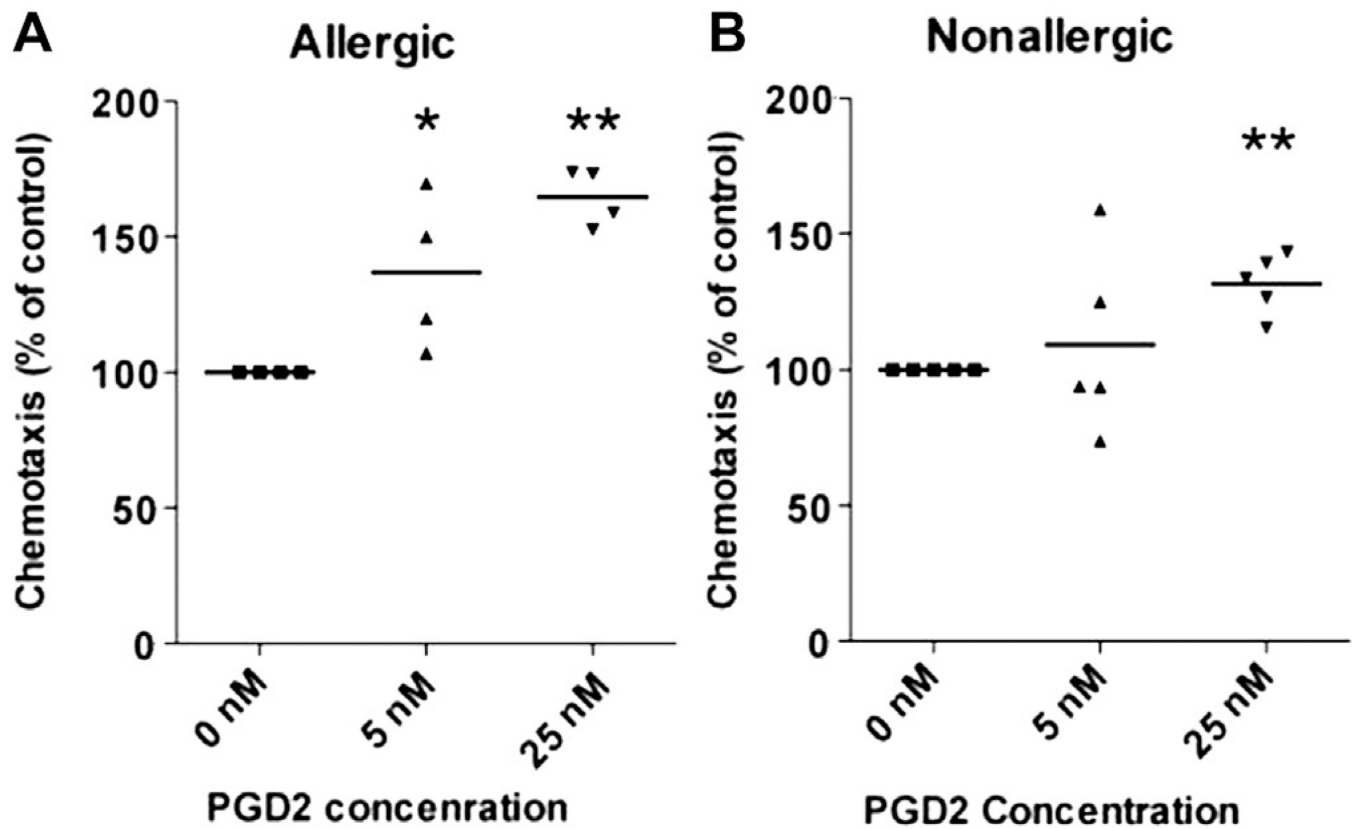 A
Allergic
Chemotaxis (% of control)
200
150
100
50
0
*
**
0 nM
5 nM
25 nM
PGD2 concenration
B
Nonallergic
Chemotaxis (% of control)
200
150
100
50
0
**
0 nM
5 nM
25 nM
PGD2 Concentration